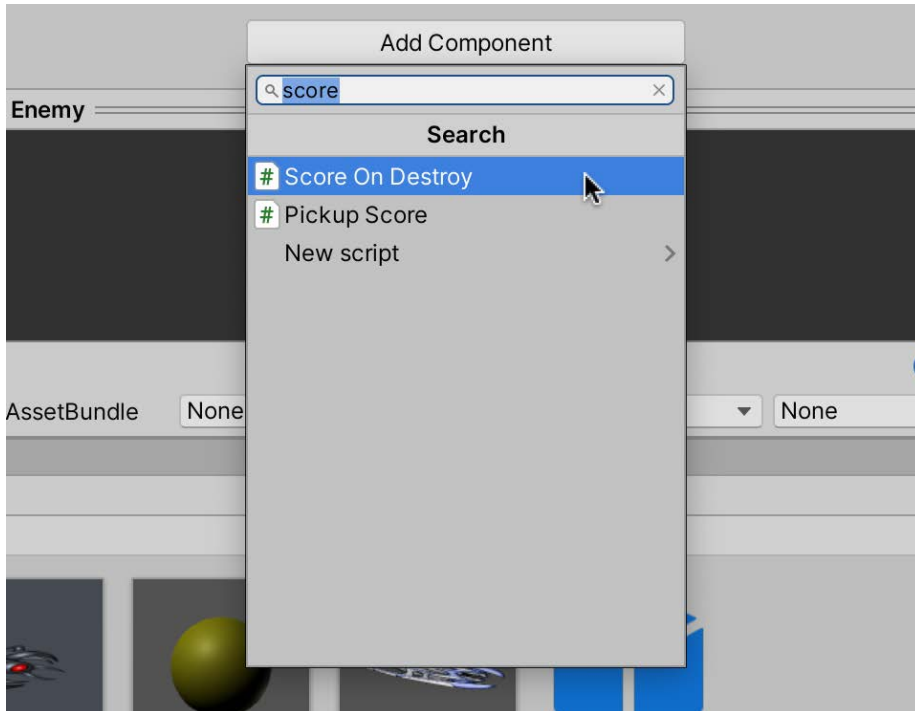 Add Component
score
Enemy
Search
# Score On Destroy
# Pickup Score
New script
AssetBundle None None